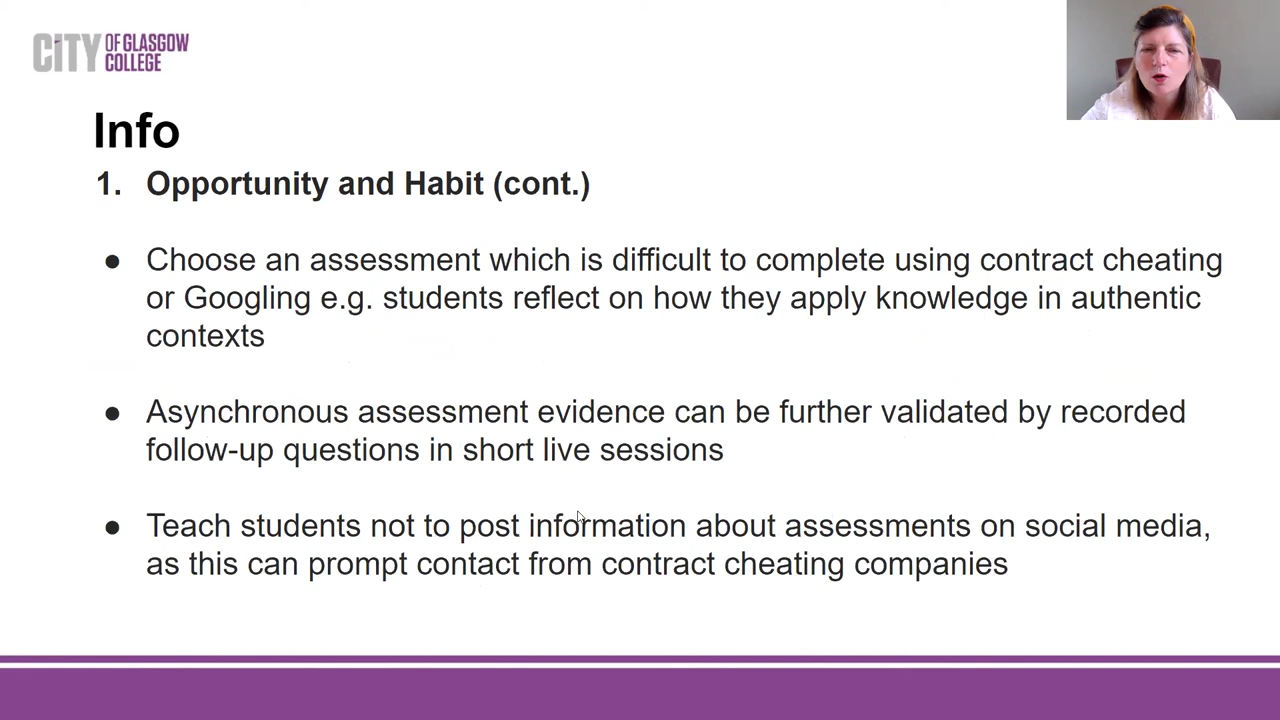 CiTY OF GLASGOW
COLLEGE
Info
1. Opportunity and Habit (cont.)
● Choose an assessment which is difficult to complete using contract cheating
or Googling e.g. students reflect on how they apply knowledge in authentic
contexts
● Asynchronous assessment evidence can be further validated by recorded
follow-up questions in short live sessions
● Teach students not to post information about assessments on social media,
as this can prompt contact from contract cheating companies